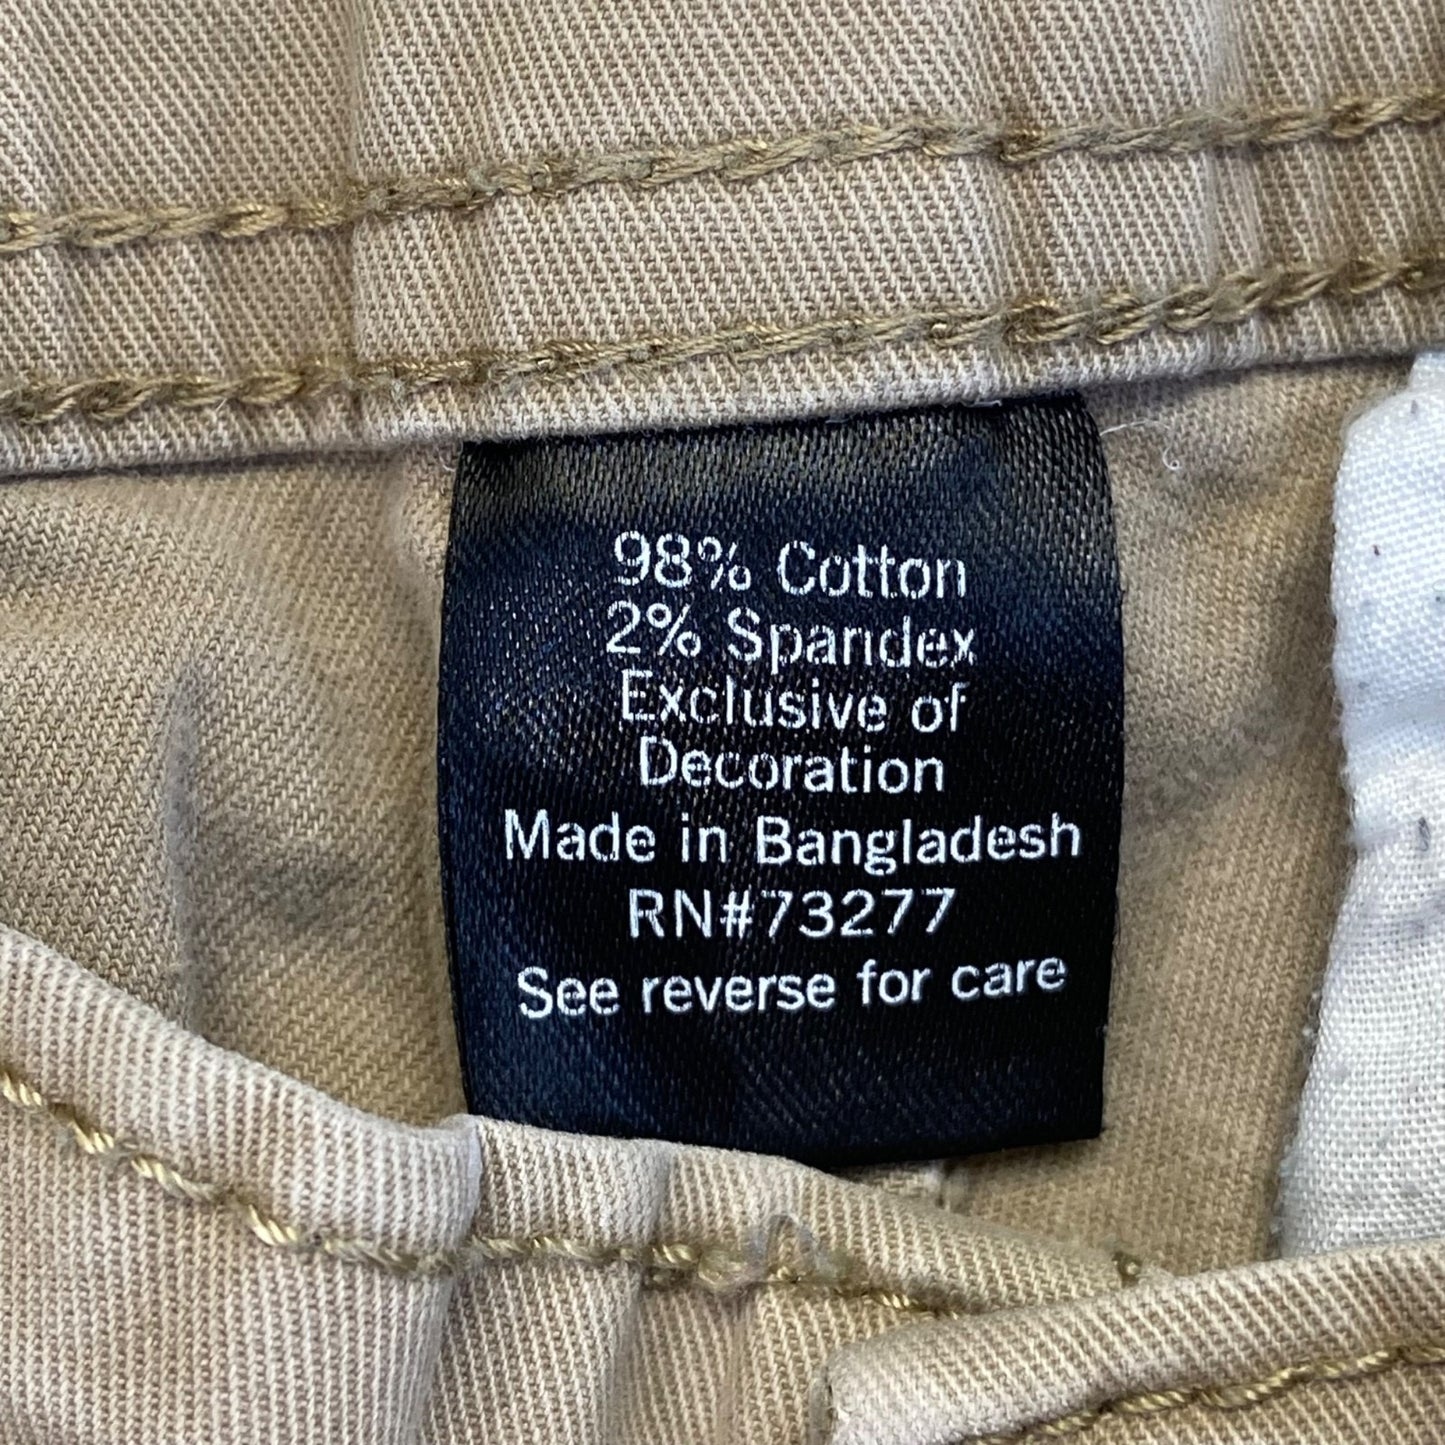 98% Cotton
2% Spandex
Exclusive of
Decoration
Made in Bangladesh
RN#73277
See reverse for care